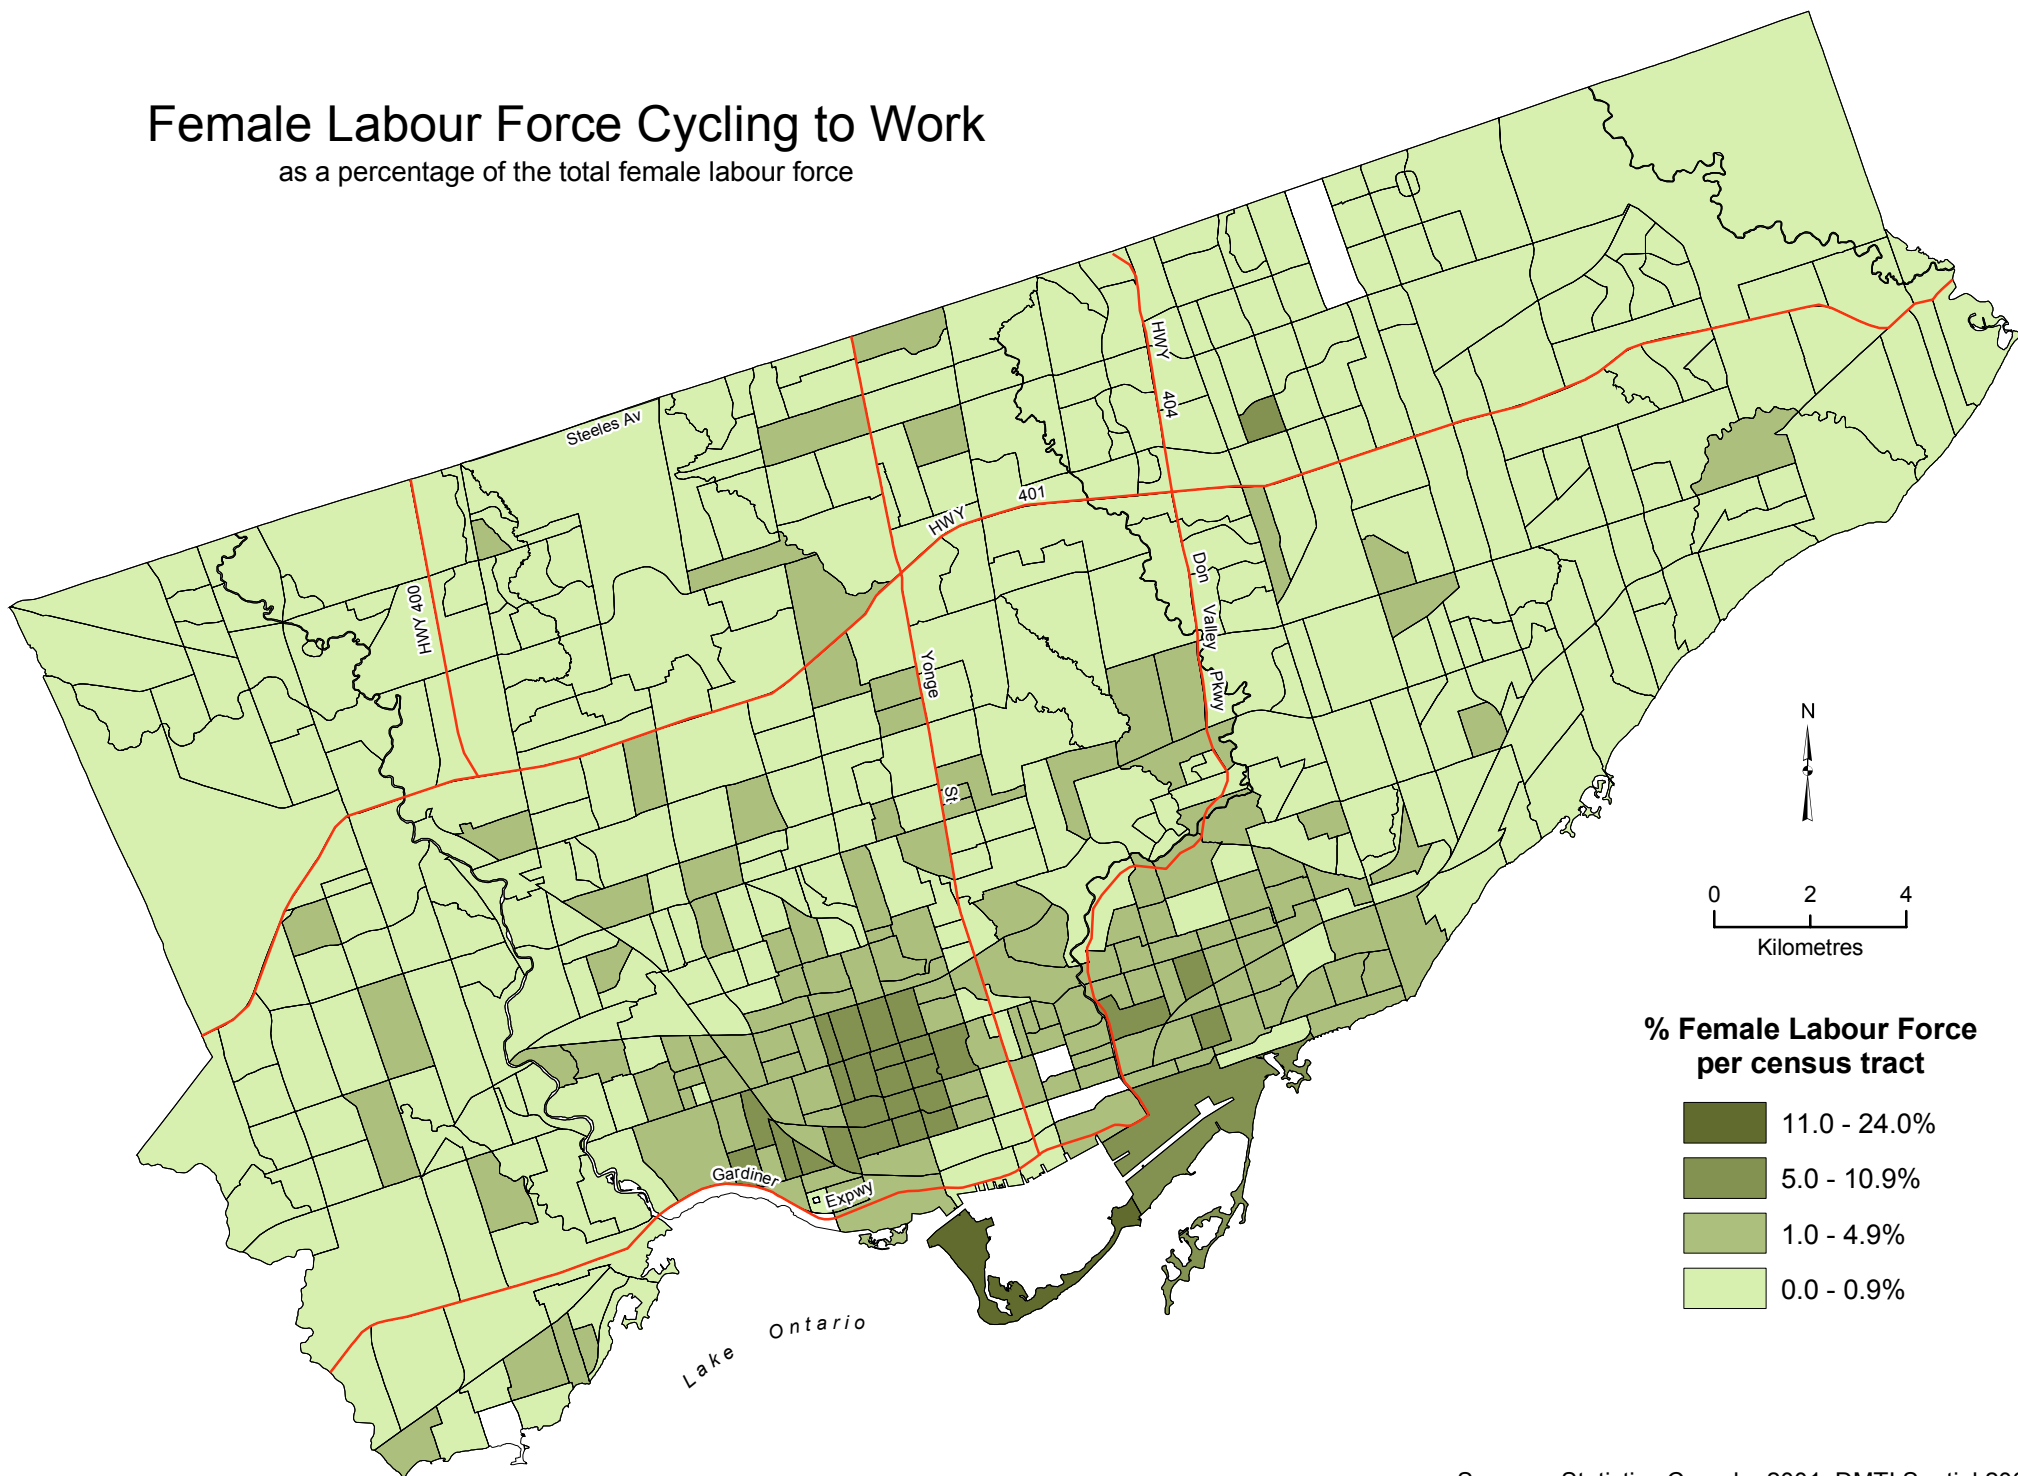 Female Labour Force Cycling to Work
as a percentage of the total female labour force
Steeles Av
HWY 400
HWY 401
HWY 404
Don Valley Pkwy
Yonge St
Gardiner Expwy
Lake Ontario
N
0 2 4
Kilometres
% Female Labour Force
per census tract
11.0 - 24.0%
5.0 - 10.9%
1.0 - 4.9%
0.0 - 0.9%